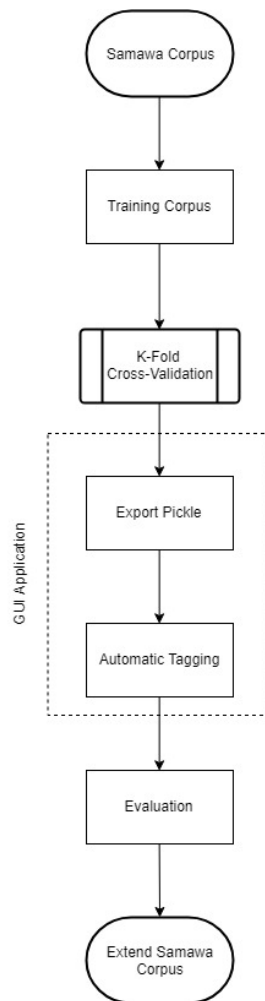 Samawa Corpus
Training Corpus
K-Fold
Cross-Validation
Export Pickle
GUI Application
Automatic Tagging
Evaluation
Extend Samawa
Corpus